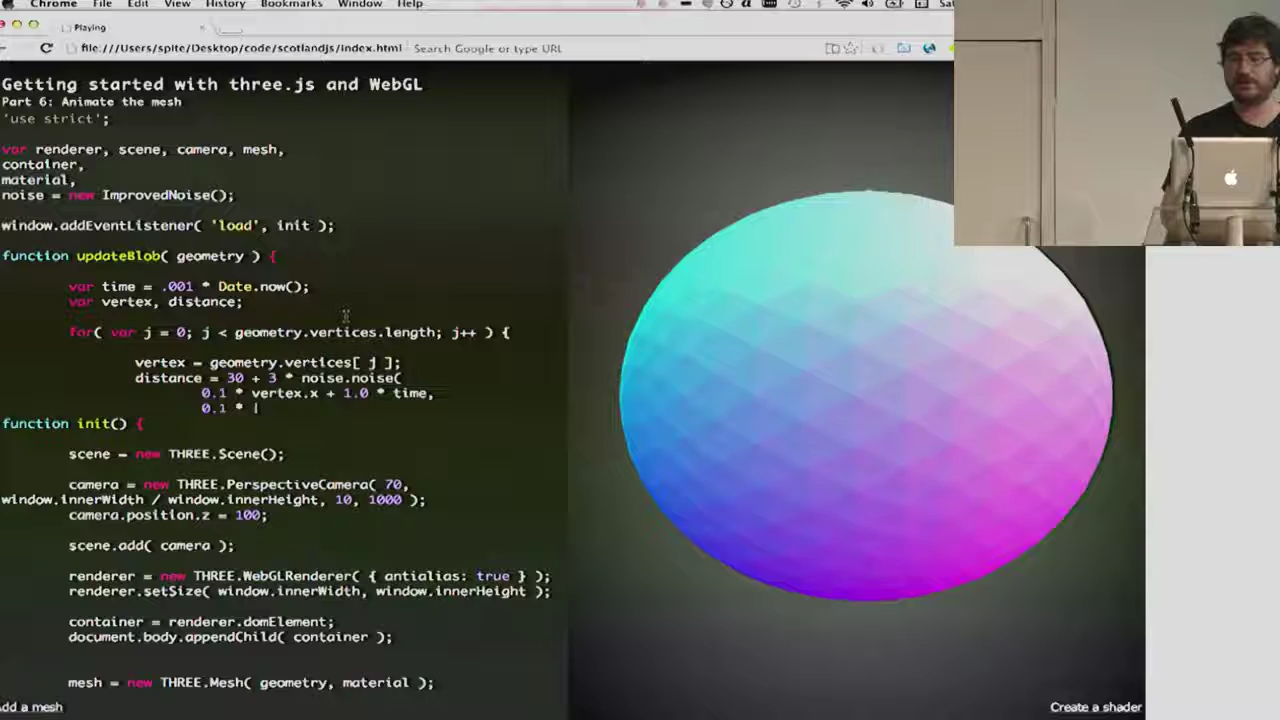 Chrome File Edit View History Bookmarks Window Help
Playing
file:///Users/spite/Desktop/code/scotlandjs/index.html Search Google or type URL
Getting started with three.js and WebGL
Part 6: Animate the mesh
'use strict';
var renderer, scene, camera, mesh,
container,
material,
noise = new ImprovedNoise();
window.addEventListener( 'load', init );
function updateBlob( geometry ) {
var time = .001 * Date.now();
var vertex, distance;
for( var j = 0; j < geometry.vertices.length; j++ ) {
vertex = geometry.vertices[ j ];
distance = 30 + 3 * noise.noise(
0.1 * vertex.x + 1.0 * time,
0.1 *
function init() {
scene = new THREE.Scene();
camera = new THREE.PerspectiveCamera( 70,
window.innerWidth / window.innerHeight, 10, 1000 );
camera.position.z = 100;
scene.add( camera );
renderer = new THREE.WebGLRenderer( { antialias: true } );
renderer.setSize( window.innerWidth, window.innerHeight );
container = renderer.domElement;
document.body.appendChild( container );
mesh = new THREE.Mesh( geometry, material );
Add a mesh
Create a shader